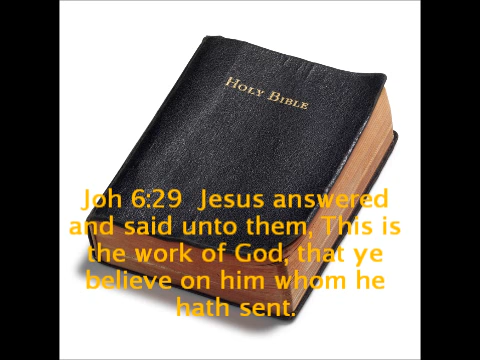 HOLY BIBLE
Joh 6:29  Jesus answered
and said unto them, This is
the work of God, that ye
believe on him whom he
hath sent.